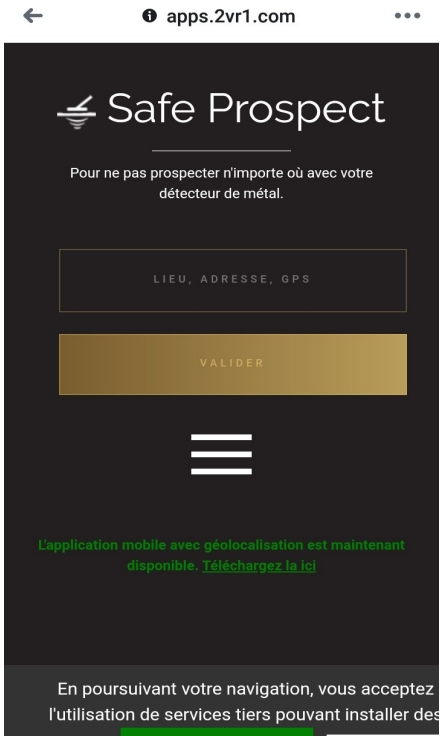 apps.2vr1.com
Safe Prospect
Pour ne pas prospecter n'importe où avec votre
détecteur de métal.
LIEU, ADRESSE, GPS
VALIDER
L'application mobile avec géolocalisation est maintenant
disponible. Téléchargez la ici
En poursuivant votre navigation, vous acceptez
l'utilisation de services tiers pouvant installer des